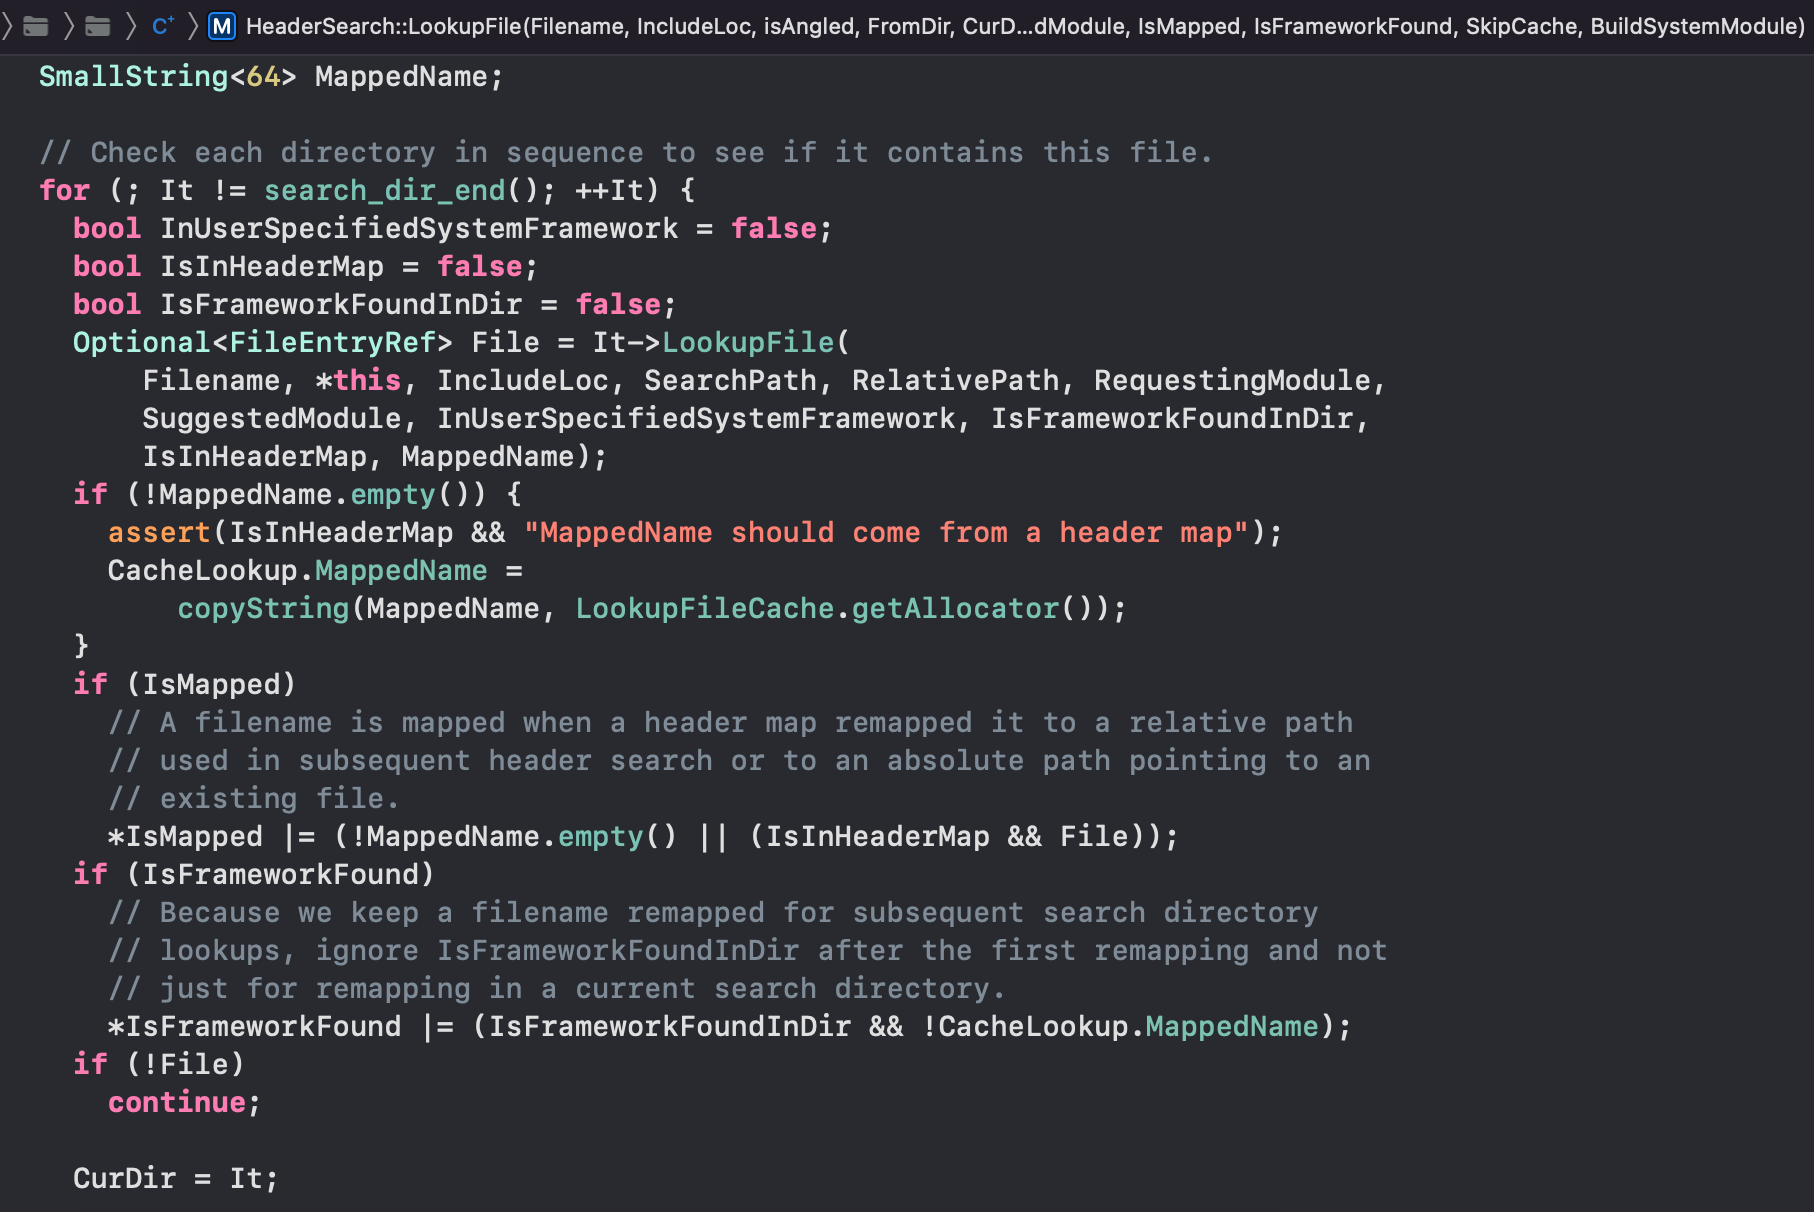 HeaderSearch::LookupFile(Filename, IncludeLoc, isAngled, FromDir, CurD...dModule, IsMapped, IsFrameworkFound, SkipCache, BuildSystemModule)
SmallString<64> MappedName;
// Check each directory in sequence to see if it contains this file.
for (; It != search_dir_end(); ++It) {
bool InUserSpecifiedSystemFramework = false;
bool IsInHeaderMap = false;
bool IsFrameworkFoundInDir = false;
Optional<FileEntryRef> File = It->LookupFile(
Filename, *this, IncludeLoc, SearchPath, RelativePath, RequestingModule,
SuggestedModule, InUserSpecifiedSystemFramework, IsFrameworkFoundInDir,
IsInHeaderMap, MappedName);
if (!MappedName.empty()) {
assert(IsInHeaderMap && "MappedName should come from a header map");
CacheLookup.MappedName =
copyString(MappedName, LookupFileCache.getAllocator());
}
if (IsMapped)
// A filename is mapped when a header map remapped it to a relative path
// used in subsequent header search or to an absolute path pointing to an
// existing file.
*IsMapped |= (!MappedName.empty() || (IsInHeaderMap && File));
if (IsFrameworkFound)
// Because we keep a filename remapped for subsequent search directory
// lookups, ignore IsFrameworkFoundInDir after the first remapping and not
// just for remapping in a current search directory.
*IsFrameworkFound |= (IsFrameworkFoundInDir && !CacheLookup.MappedName);
if (!File)
continue;
CurDir = It;